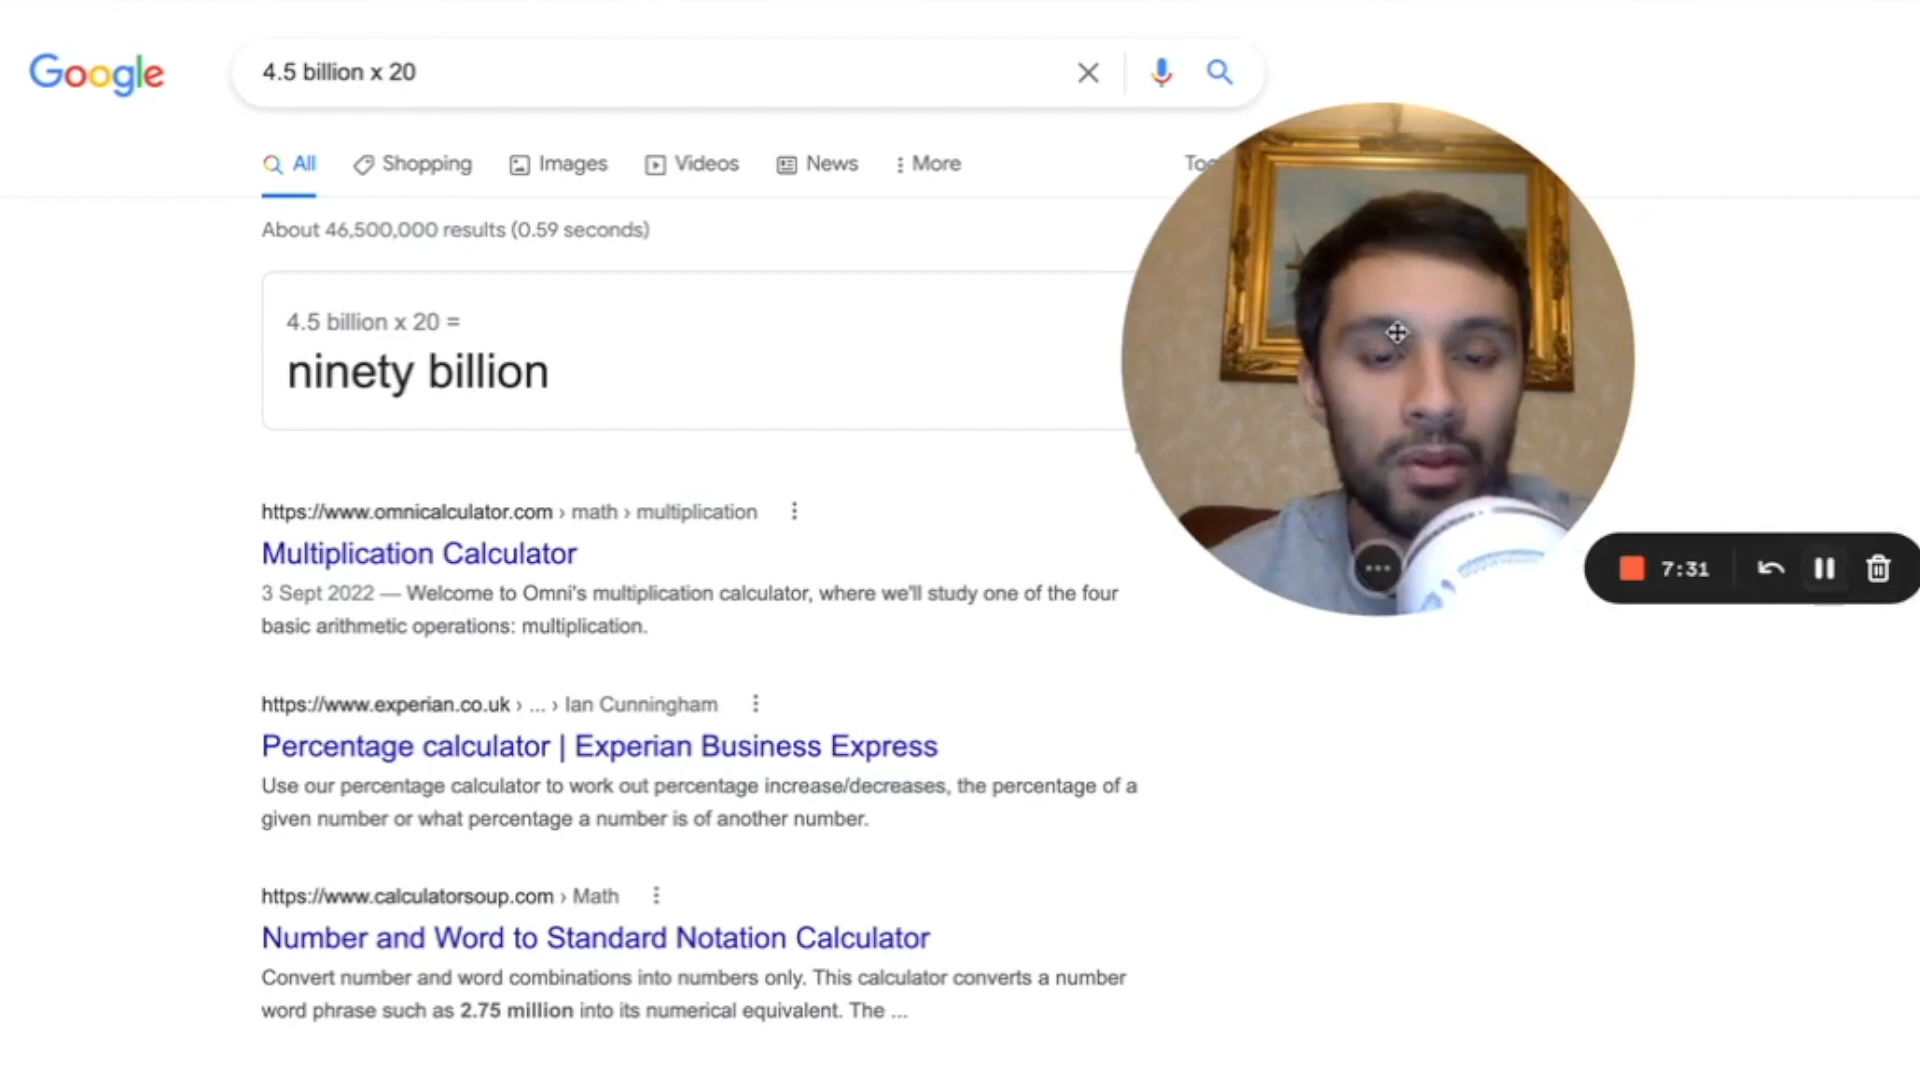 Google
4.5 billion x 20
All
Shopping
Images
Videos
News
More
About 46,500,000 results (0.59 seconds)
4.5 billion x 20 =
ninety billion
https://www.omnicalculator.com › math › multiplication
Multiplication Calculator
3 Sept 2022 — Welcome to Omni's multiplication calculator, where we'll study one of the four
basic arithmetic operations: multiplication.
7:31
https://www.experian.co.uk › ... › Ian Cunningham
Percentage calculator | Experian Business Express
Use our percentage calculator to work out percentage increase/decreases, the percentage of a
given number or what percentage a number is of another number.
https://www.calculatorsoup.com › Math
Number and Word to Standard Notation Calculator
Convert number and word combinations into numbers only. This calculator converts a number
word phrase such as 2.75 million into its numerical equivalent. The ...